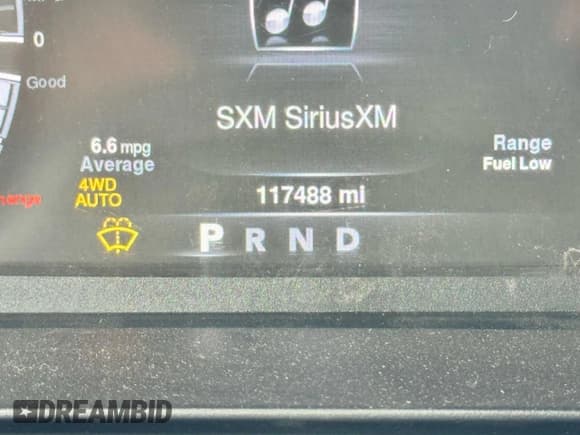 0
Good
SXM SiriusXM
6.6 mpg
Average
Range
Fuel Low
4WD
AUTO
117488 mi
P R N D
DREAMBID